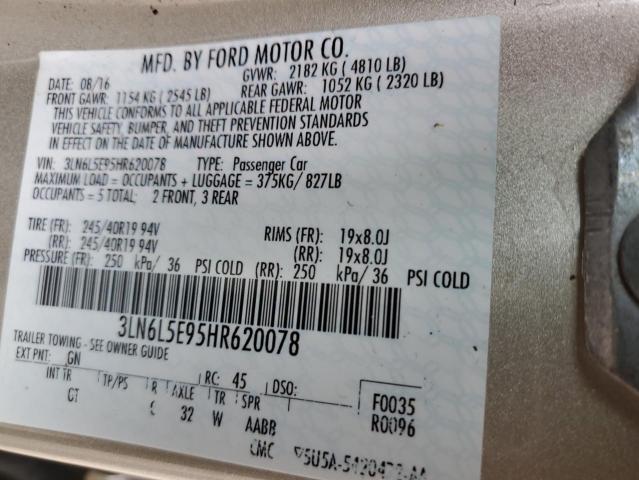 MFD. BY FORD MOTOR CO.
DATE: 08/16 GVWR: 2182 KG ( 4810 LB)
FRONT GAWR: 1154 KG ( 2545 LB) REAR GAWR: 1052 KG ( 2320 LB)
THIS VEHICLE CONFORMS TO ALL APPLICABLE FEDERAL MOTOR
VEHICLE SAFETY, BUMPER, AND THEFT PREVENTION STANDARDS
IN EFFECT ON THE DATE OF MANUFACTURE SHOWN ABOVE.
VIN: 3LN6L5E95HR620078 TYPE: Passenger Car
MAXIMUM LOAD = OCCUPANTS + LUGGAGE = 375KG/ 827LB
OCCUPANTS = 5 TOTAL; 2 FRONT, 3 REAR
TIRE (FR): 245/40R19 94V RIMS (FR): 19x8.0J
(RR): 245/40R19 94V (RR): 19x8.0J
PRESSURE (FR): 250 kPa/ 36 PSI COLD (RR): 250 kPa/ 36 PSI COLD
3LN6L5E95HR620078
TRAILER TOWING - SEE OWNER GUIDE
EXT PNT: GN RC: 45 DSO: F0035
INT TR TP/PS R AXLE TR SPR R0096
CT 32 W AABB
CMC